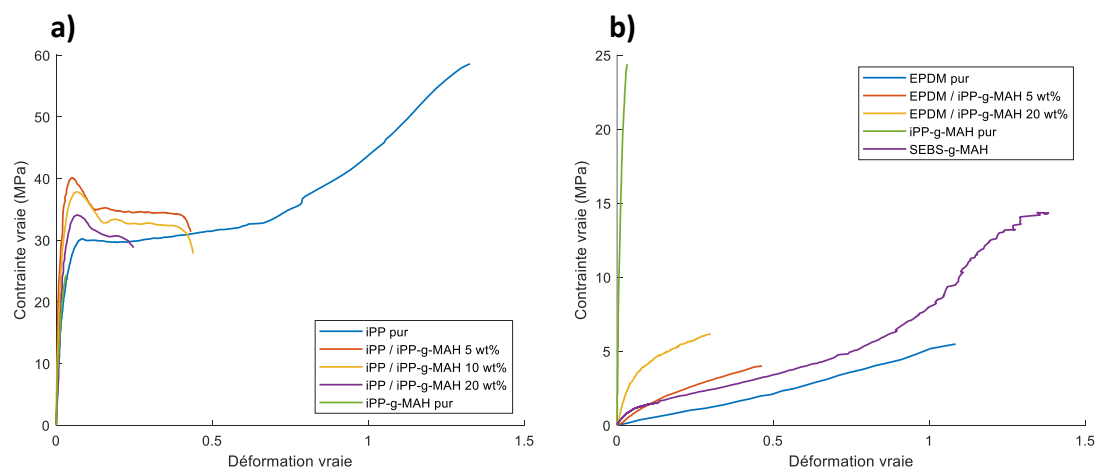 a)
60
50
40
30
20
10
0
Contrainte vraie (MPa)
iPP pur
iPP / iPP-g-MAH 5 wt%
iPP / iPP-g-MAH 10 wt%
iPP / iPP-g-MAH 20 wt%
iPP-g-MAH pur
0 0.5 1 1.5
Déformation vraie
b)
25
20
15
10
5
0
Contrainte vraie (MPa)
EPDM pur
EPDM / iPP-g-MAH 5 wt%
EPDM / iPP-g-MAH 20 wt%
iPP-g-MAH pur
SEBS-g-MAH
0 0.5 1 1.5
Déformation vraie